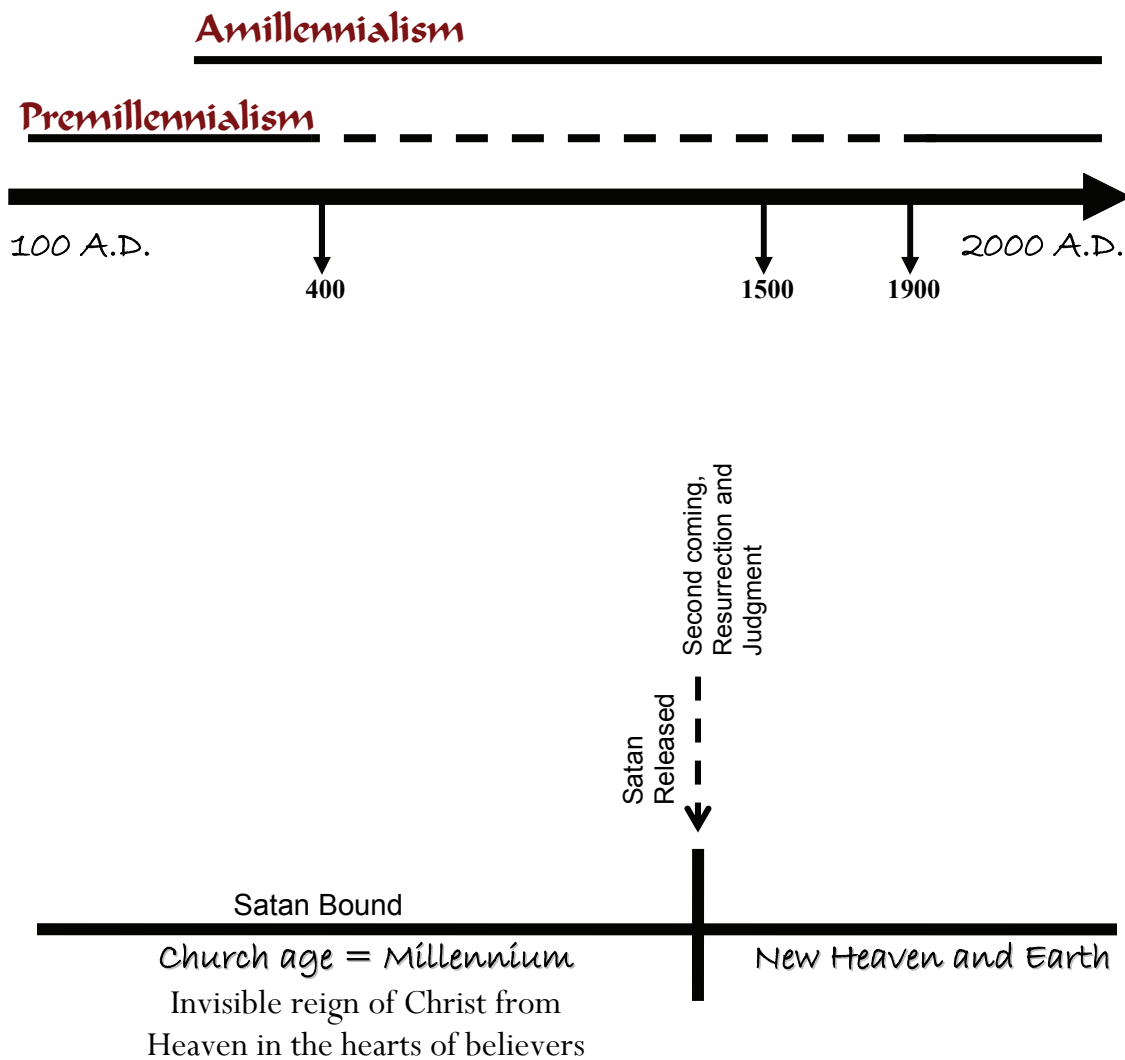 Amillennialism
Premillennialism
100 A.D.
2000 A.D.
400
1500
1900
Second coming,
Resurrection and
Judgment
Satan
Released
Satan Bound
Church age = Millennium
New Heaven and Earth
Invisible reign of Christ from
Heaven in the hearts of believers